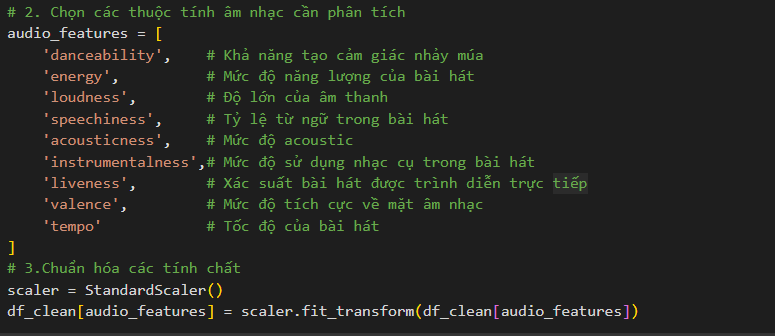 # 2. Chọn các thuộc tính âm nhạc cần phân tích
audio_features = [
    'danceability',    # Khả năng tạo cảm giác nhảy múa
    'energy',          # Mức độ năng lượng của bài hát
    'loudness',        # Độ lớn của âm thanh
    'speechiness',     # Tỷ lệ từ ngữ trong bài hát
    'acousticness',    # Mức độ acoustic
    'instrumentalness',# Mức độ sử dụng nhạc cụ trong bài hát
    'liveness',        # Xác suất bài hát được trình diễn trực tiếp
    'valence',         # Mức độ tích cực về mặt âm nhạc
    'tempo'            # Tốc độ của bài hát
]
# 3.Chuẩn hóa các tính chất
scaler = StandardScaler()
df_clean[audio_features] = scaler.fit_transform(df_clean[audio_features])